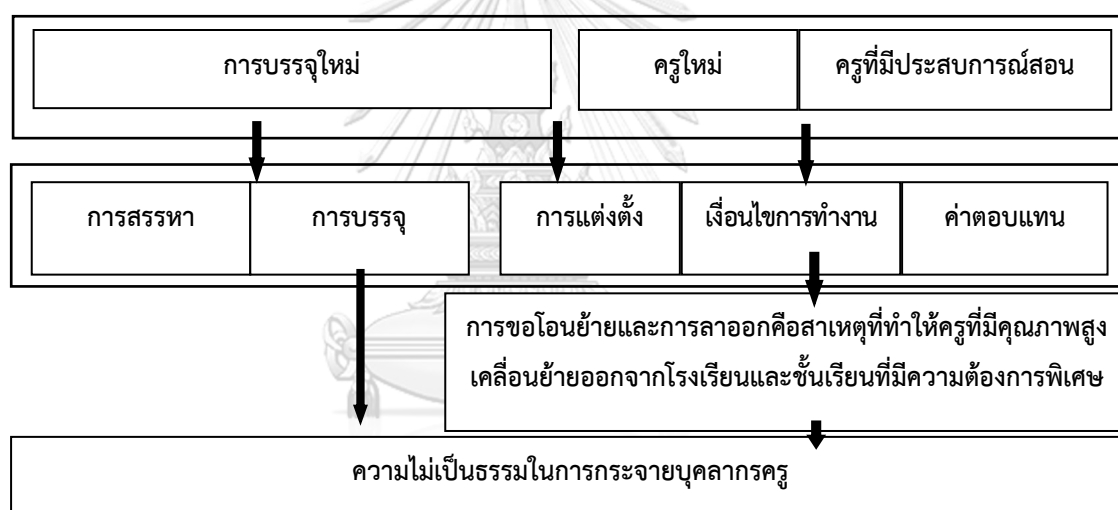 การบรรจุใหม่
ครูใหม่
ครูที่มีประสบการณ์สอน
การสรรหา
การบรรจุ
การแต่งตั้ง
เงื่อนไขการทำงาน
ค่าตอบแทน
การขอโอนย้ายและการลาออกคือสาเหตุที่ทำให้ครูที่มีคุณภาพสูง
เคลื่อนย้ายออกจากโรงเรียนและชั้นเรียนที่มีความต้องการพิเศษ
ความไม่เป็นธรรมในการกระจายบุคลากรครู